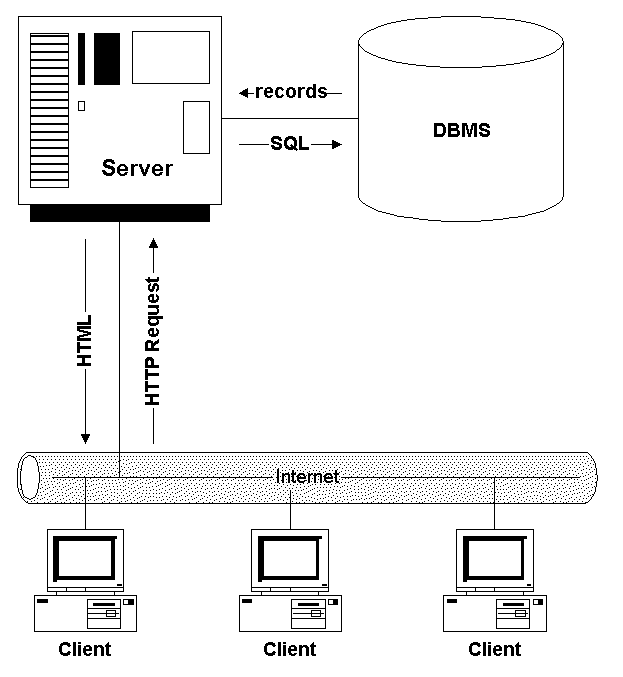 records
DBMS
SQL
Server
HTML
HTTP Request
Internet
Client
Client
Client